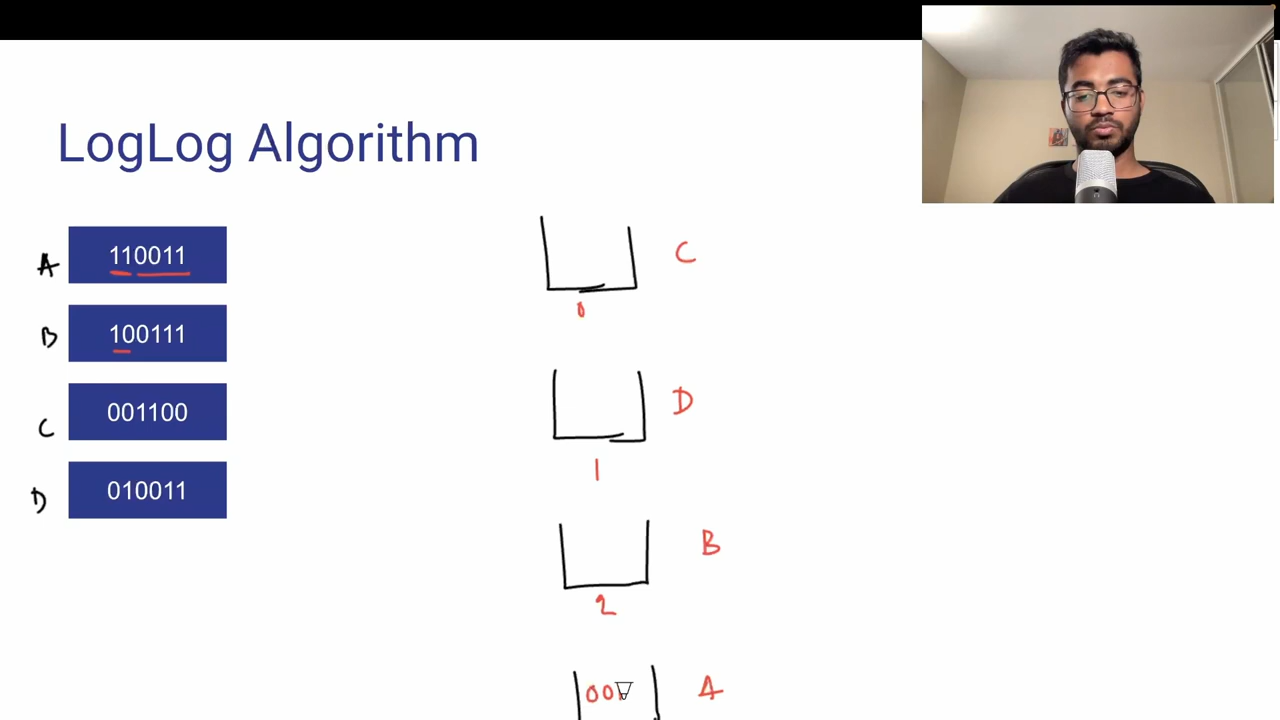 LogLog Algorithm
A 110011
B 100111
C 001100
D 010011
C
0
D
1
B
2
00
A